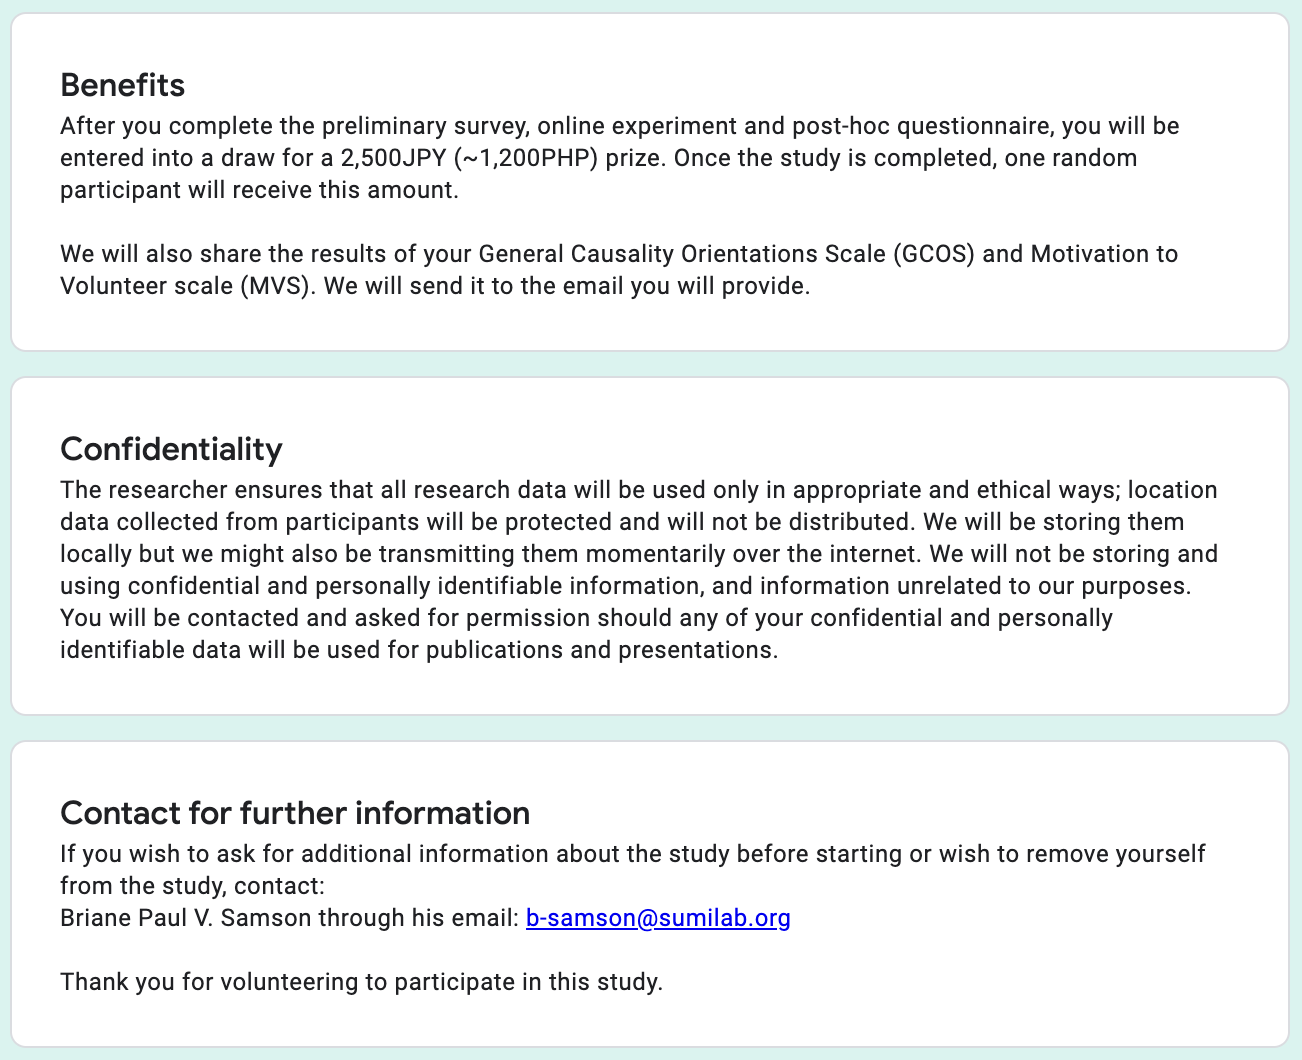 Benefits
After you complete the preliminary survey, online experiment and post-hoc questionnaire, you will be
entered into a draw for a 2,500JPY (~1,200PHP) prize. Once the study is completed, one random
participant will receive this amount.
We will also share the results of your General Causality Orientations Scale (GCOS) and Motivation to
Volunteer scale (MVS). We will send it to the email you will provide.
Confidentiality
The researcher ensures that all research data will be used only in appropriate and ethical ways; location
data collected from participants will be protected and will not be distributed. We will be storing them
locally but we might also be transmitting them momentarily over the internet. We will not be storing and
using confidential and personally identifiable information, and information unrelated to our purposes.
You will be contacted and asked for permission should any of your confidential and personally
identifiable data will be used for publications and presentations.
Contact for further information
If you wish to ask for additional information about the study before starting or wish to remove yourself
from the study, contact:
Briane Paul V. Samson through his email: b-samson@sumilab.org
Thank you for volunteering to participate in this study.